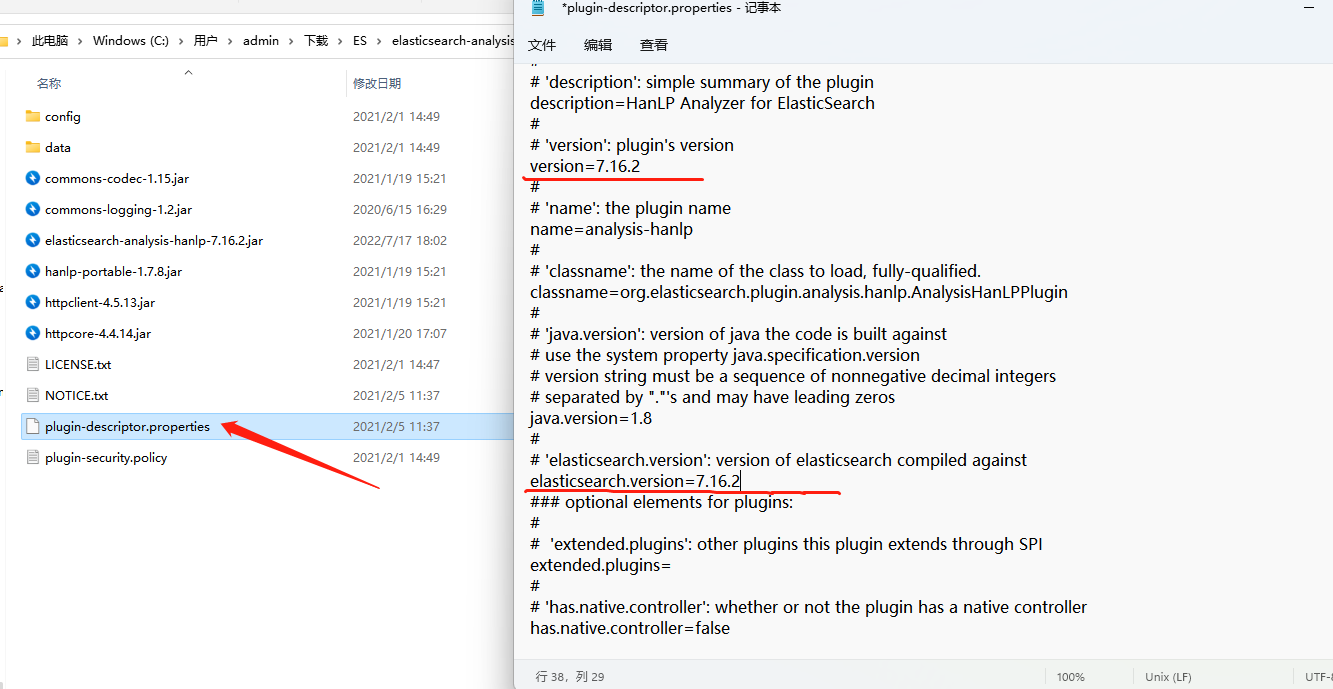 *plugin-descriptor.properties - 记事本
此电脑 > Windows (C:) > 用户 > admin > 下载 > ES > elasticsearch-analysis
文件 编辑 查看
名称 修改日期
config 2021/2/1 14:49
data 2021/2/1 14:49
commons-codec-1.15.jar 2021/1/19 15:21
commons-logging-1.2.jar 2020/6/15 16:29
elasticsearch-analysis-hanlp-7.16.2.jar 2022/7/17 18:02
hanlp-portable-1.7.8.jar 2021/1/19 15:21
httpclient-4.5.13.jar 2021/1/19 15:21
httpcore-4.4.14.jar 2021/1/20 17:07
LICENSE.txt 2021/2/1 14:47
NOTICE.txt 2021/2/5 11:37
plugin-descriptor.properties 2021/2/5 11:37
plugin-security.policy 2021/2/1 14:49
#
# 'description': simple summary of the plugin
description=HanLP Analyzer for ElasticSearch
#
# 'version': plugin's version
version=7.16.2
#
# 'name': the plugin name
name=analysis-hanlp
#
# 'classname': the name of the class to load, fully-qualified.
classname=org.elasticsearch.plugin.analysis.hanlp.AnalysisHanLPPlugin
#
# 'java.version': version of java the code is built against
# use the system property java.specification.version
# version string must be a sequence of nonnegative decimal integers
# separated by "."'s and may have leading zeros
java.version=1.8
#
# 'elasticsearch.version': version of elasticsearch compiled against
elasticsearch.version=7.16.2
### optional elements for plugins:
#
#  'extended.plugins': other plugins this plugin extends through SPI
extended.plugins=
#
# 'has.native.controller': whether or not the plugin has a native controller
has.native.controller=false
行 38，列 29 100% Unix (LF) UTF-8